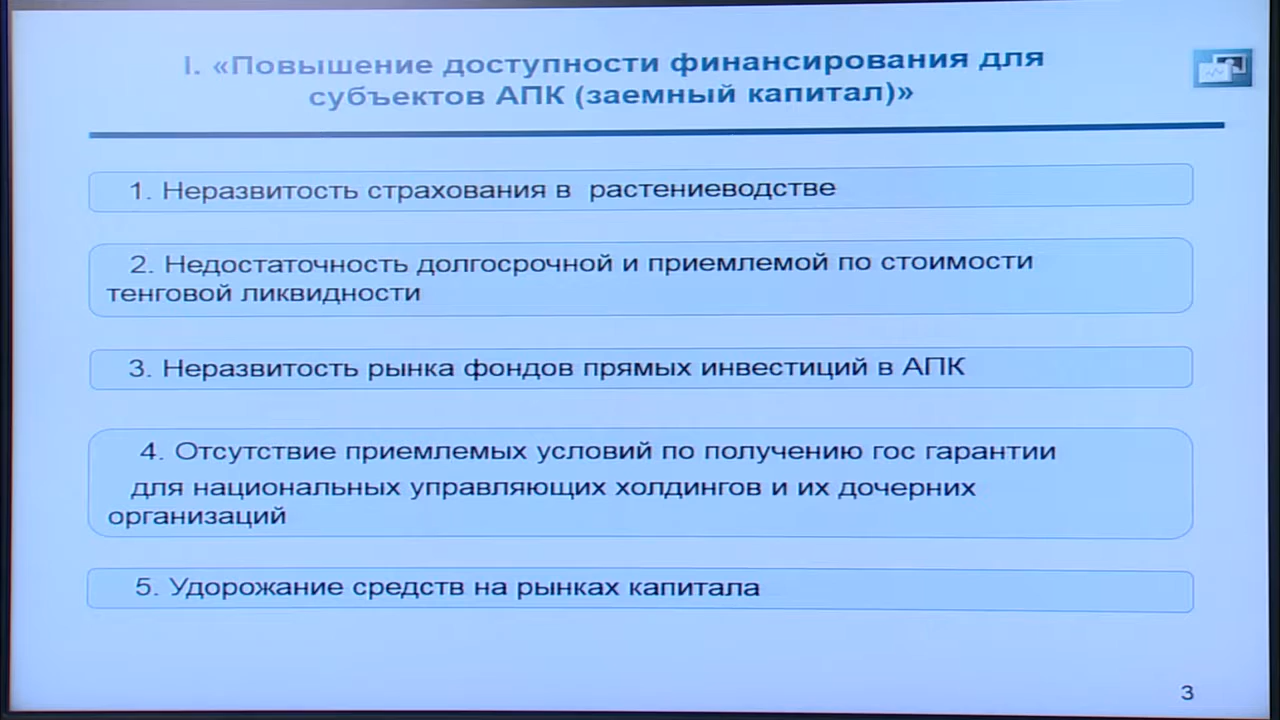 I. «Повышение доступности финансирования для
субъектов АПК (заемный капитал)»
1. Неразвитость страхования в растениеводстве
2. Недостаточность долгосрочной и приемлемой по стоимости
тенговой ликвидности
3. Неразвитость рынка фондов прямых инвестиций в АПК
4. Отсутствие приемлемых условий по получению гос гарантии
для национальных управляющих холдингов и их дочерних
организаций
5. Удорожание средств на рынках капитала
3